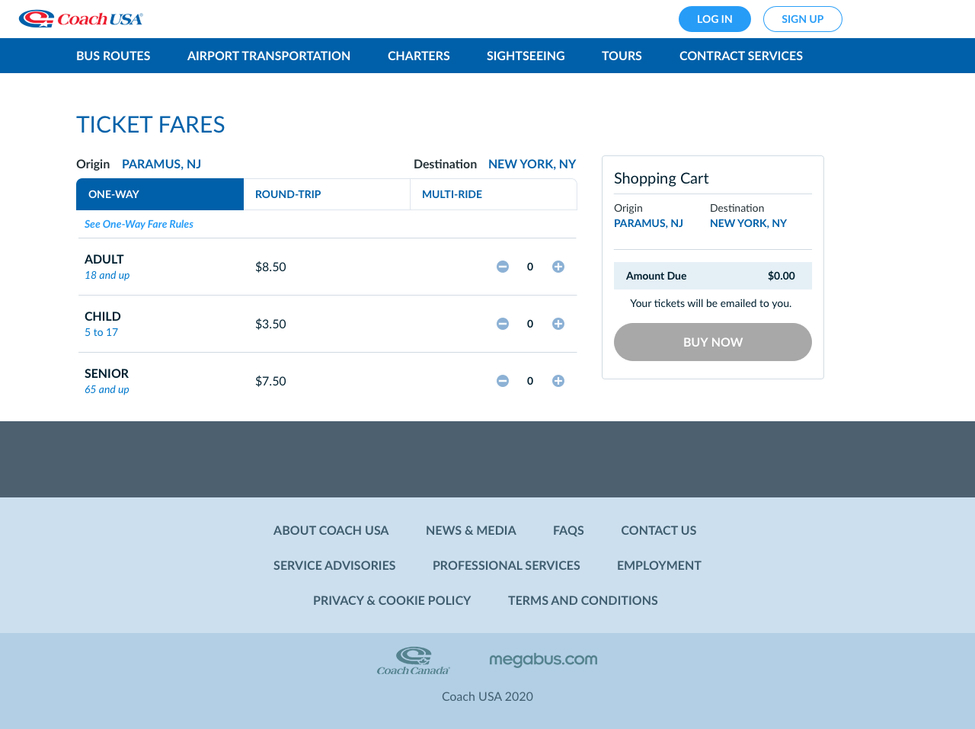 Coach USA
LOG IN
SIGN UP
BUS ROUTES AIRPORT TRANSPORTATION CHARTERS SIGHTSEEING TOURS CONTRACT SERVICES
TICKET FARES
Origin PARAMUS, NJ Destination NEW YORK, NY
ONE-WAY ROUND-TRIP MULTI-RIDE
See One-Way Fare Rules
ADULT
18 and up
$8.50
0
CHILD
5 to 17
$3.50
0
SENIOR
65 and up
$7.50
0
Shopping Cart
Origin Destination
PARAMUS, NJ NEW YORK, NY
Amount Due $0.00
Your tickets will be emailed to you.
BUY NOW
ABOUT COACH USA NEWS & MEDIA FAQS CONTACT US
SERVICE ADVISORIES PROFESSIONAL SERVICES EMPLOYMENT
PRIVACY & COOKIE POLICY TERMS AND CONDITIONS
Coach Canada megabus.com
Coach USA 2020